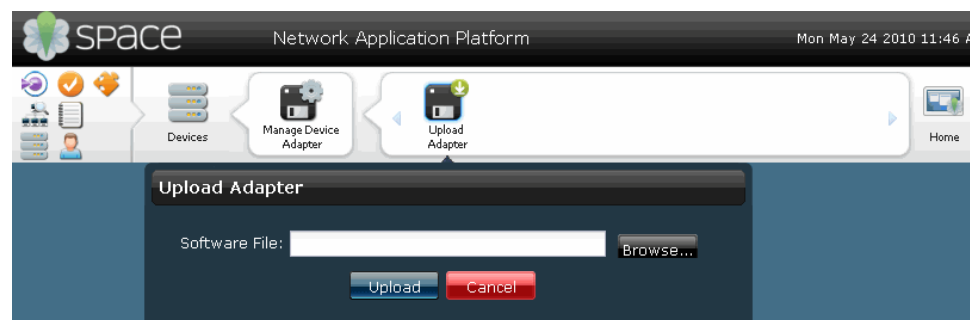 space Network Application Platform Mon May 24 2010 11:46 A
Devices Manage Device Adapter Upload Adapter Home
Upload Adapter
Software File: Browse...
Upload Cancel